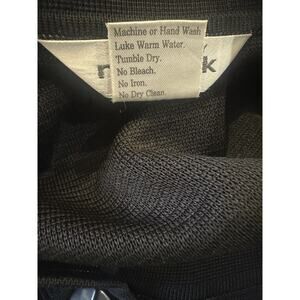 Machine or Hand Wash
Luke Warm Water.
Tumble Dry.
No Bleach.
No Iron.
No Dry Clean.